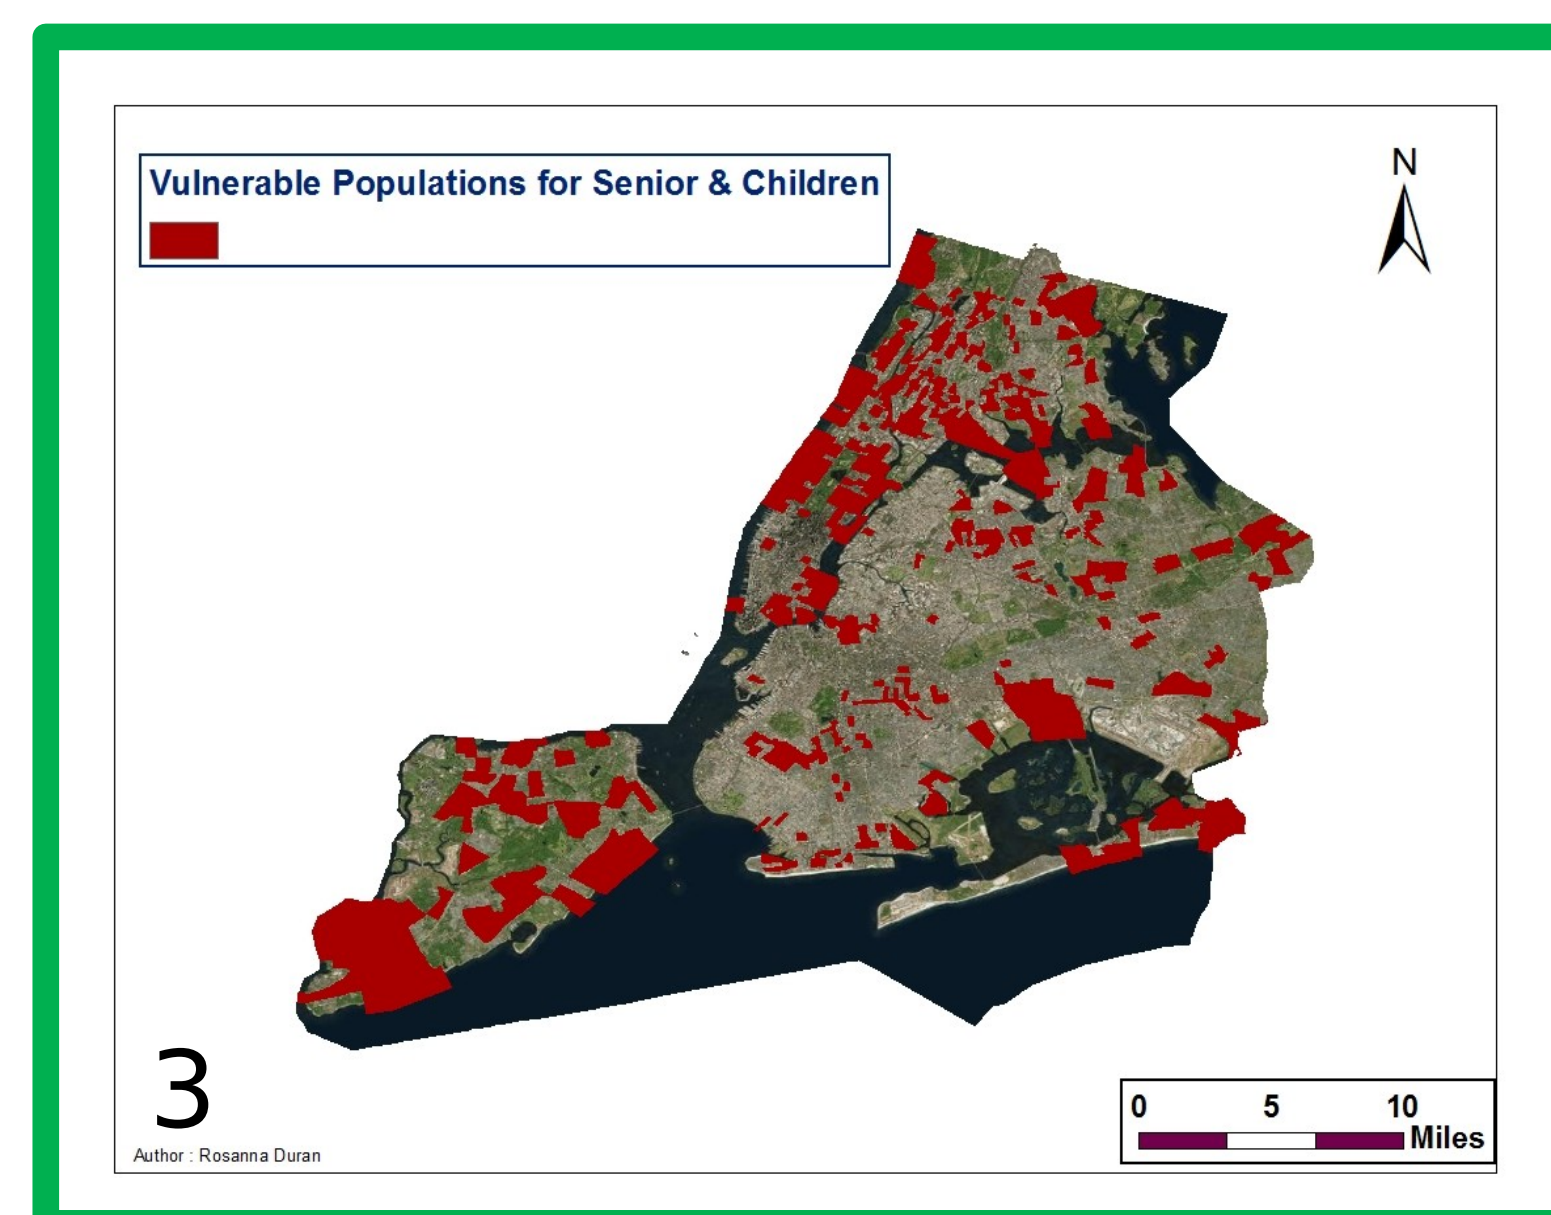 Vulnerable Populations for Senior & Children
N
3
Author : Rosanna Duran
0 5 10
Miles